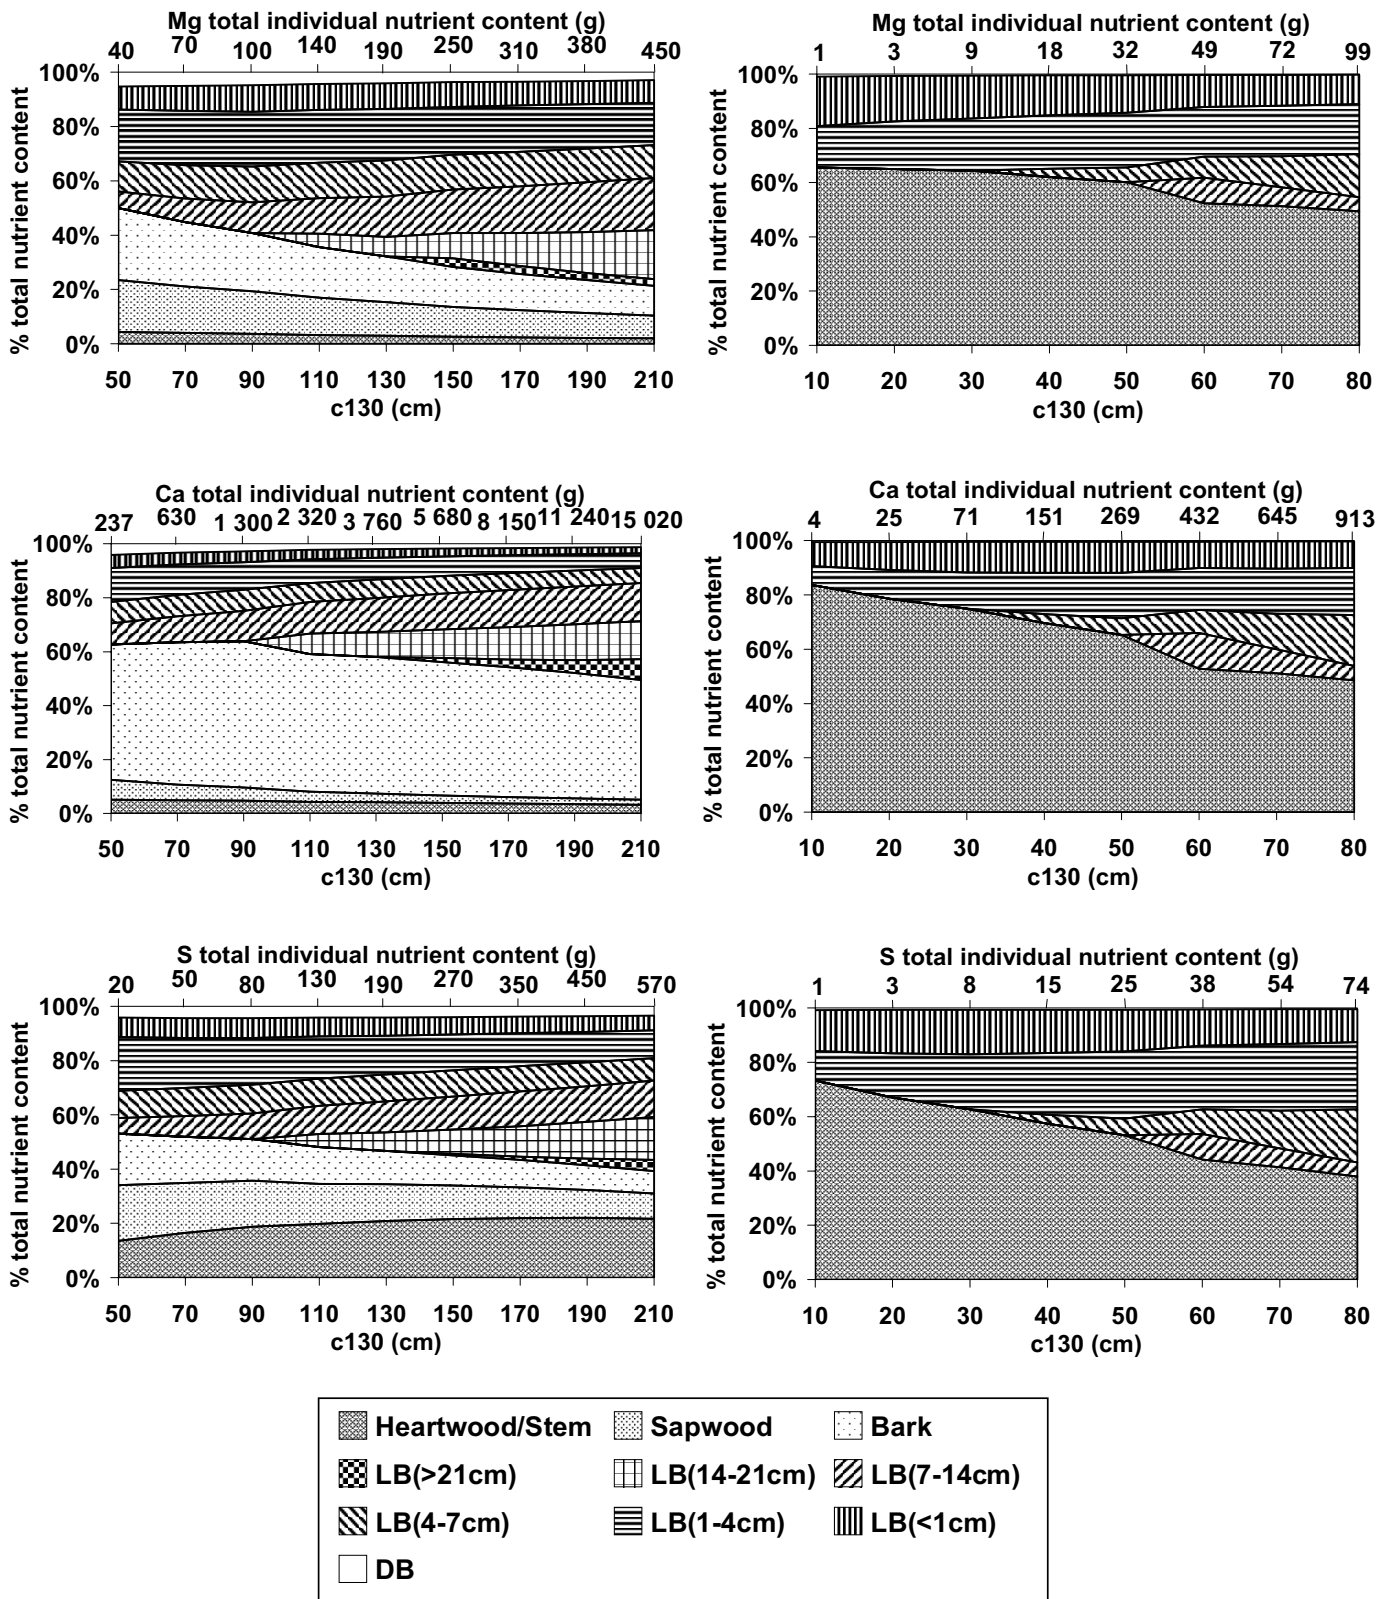 Mg total individual nutrient content (g)
40 70 100 140 190 250 310 380 450
% total nutrient content
100%
80%
60%
40%
20%
0%
50 70 90 110 130 150 170 190 210
c130 (cm)
Mg total individual nutrient content (g)
1 3 9 18 32 49 72 99
% total nutrient content
100%
80%
60%
40%
20%
0%
10 20 30 40 50 60 70 80
c130 (cm)
Ca total individual nutrient content (g)
237 630 1 300 2 320 3 760 5 680 8 150 11 240 15 020
% total nutrient content
100%
80%
60%
40%
20%
0%
50 70 90 110 130 150 170 190 210
c130 (cm)
Ca total individual nutrient content (g)
4 25 71 151 269 432 645 913
% total nutrient content
100%
80%
60%
40%
20%
0%
10 20 30 40 50 60 70 80
c130 (cm)
S total individual nutrient content (g)
20 50 80 130 190 270 350 450 570
% total nutrient content
100%
80%
60%
40%
20%
0%
50 70 90 110 130 150 170 190 210
c130 (cm)
S total individual nutrient content (g)
1 3 8 15 25 38 54 74
% total nutrient content
100%
80%
60%
40%
20%
0%
10 20 30 40 50 60 70 80
c130 (cm)
Heartwood/Stem Sapwood Bark
LB(>21cm) LB(14-21cm) LB(7-14cm)
LB(4-7cm) LB(1-4cm) LB(<1cm)
DB